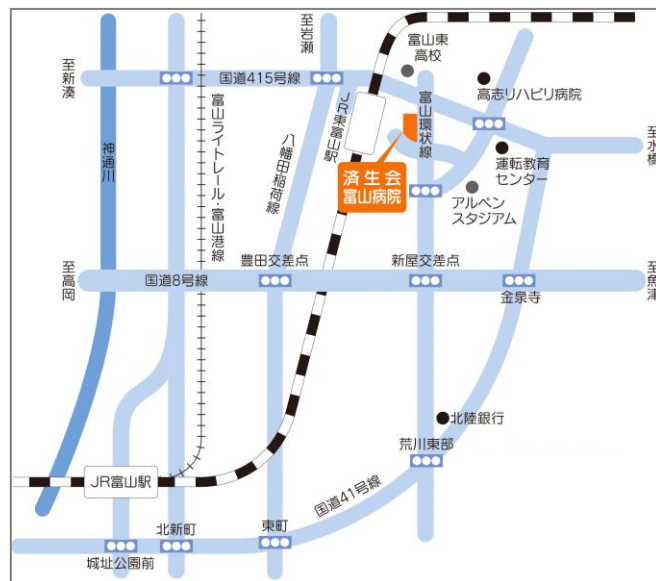 至岩瀬
富山東
高校
至新湊
国道415号線
高志リハビリ病院
富山環状線
JR東富山駅
至水橋
富山ライトレール・富山港線
八幡田稲荷線
神通川
運転教育
センター
済生会
富山病院
アルペン
スタジアム
豊田交差点
新屋交差点
至高岡
国道8号線
至魚津
金泉寺
北陸銀行
荒川東部
JR富山駅
国道41号線
北新町
東町
城址公園前